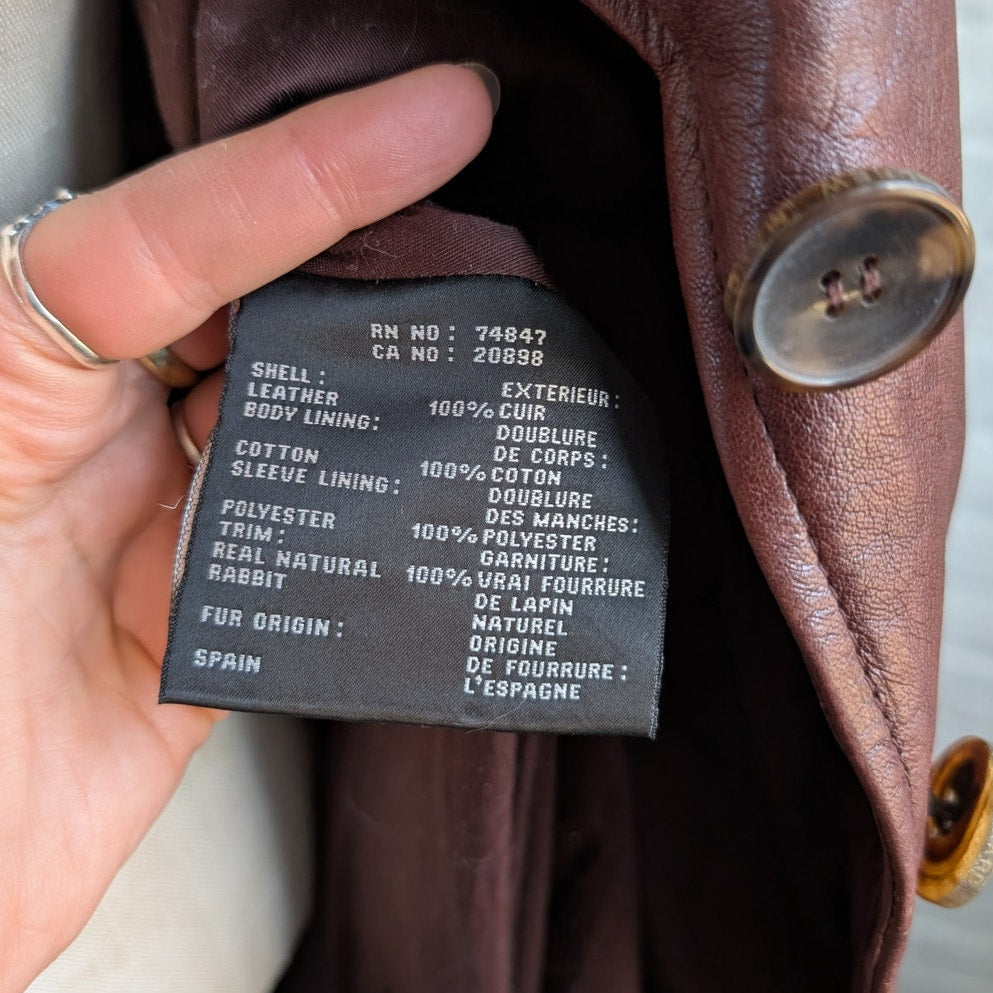 RN NO : 74847
CA NO : 20898
SHELL :
LEATHER 100%
BODY LINING:
COTTON 100%
SLEEVE LINING:
POLYESTER 100%
TRIM:
REAL NATURAL 100%
RABBIT
FUR ORIGIN :
SPAIN
EXTERIEUR:
CUIR
DOUBLURE
DE CORPS:
COTON
DOUBLURE
DES MANCHES:
POLYESTER
GARNITURE:
VRAI FOURRURE
DE LAPIN
NATUREL
ORIGINE
DE FOURRURE:
L'ESPAGNE